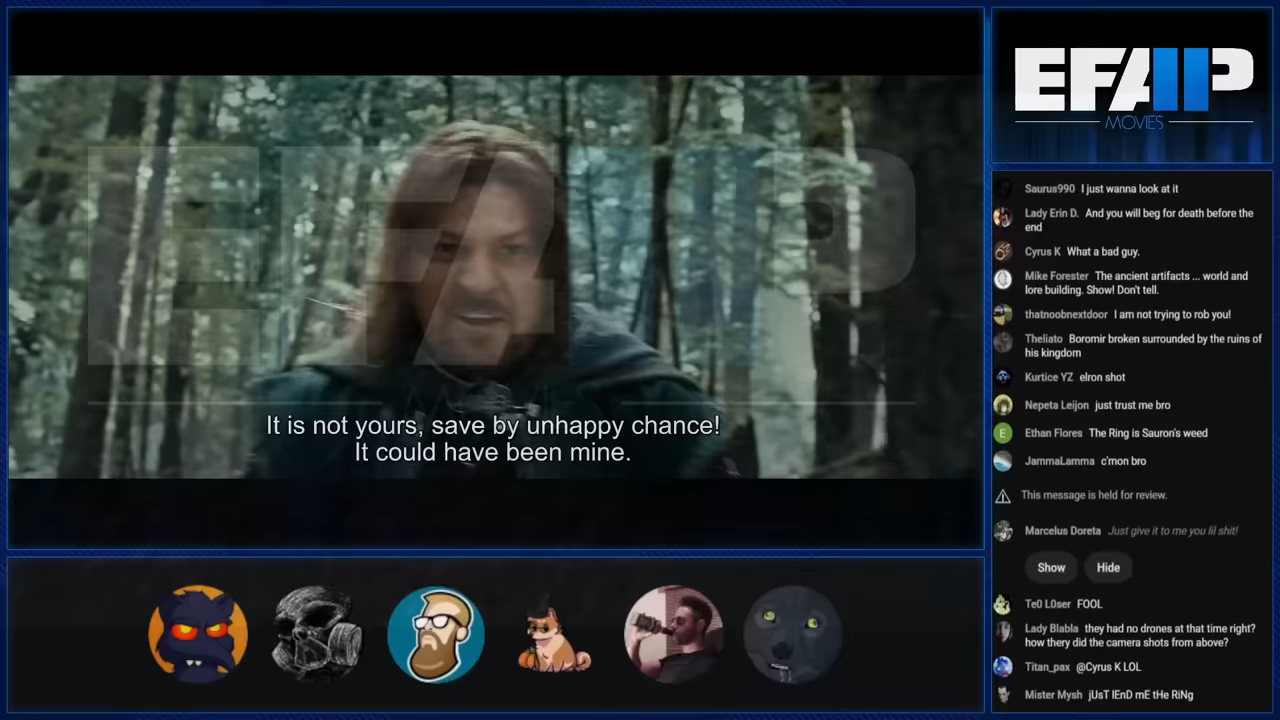 EFAP
It is not yours, save by unhappy chance!
It could have been mine.
EFAP
MOVIES
Saurus990 I just wanna look at it
Lady Erin D. And you will beg for death before the
end
Cyrus K What a bad guy.
Mike Forester The ancient artifacts ... world and
lore building. Show! Don't tell.
thatnoobnextdoor I am not trying to rob you!
Theliato Boromir broken surrounded by the ruins of
his kingdom
Kurtice YZ elron shot
Nepeta Leijon just trust me bro
E
Ethan Flores The Ring is Sauron's weed
JammaLamma c'mon bro
This message is held for review.
Marcelus Doreta Just give it to me you lil shit!
Show Hide
Te0 L0ser FOOL
Lady Blabla they had no drones at that time right?
how thery did the camera shots from above?
Titan_pax @Cyrus K LOL
Mister Mysh jUsT lEnD mE tHe RiNg